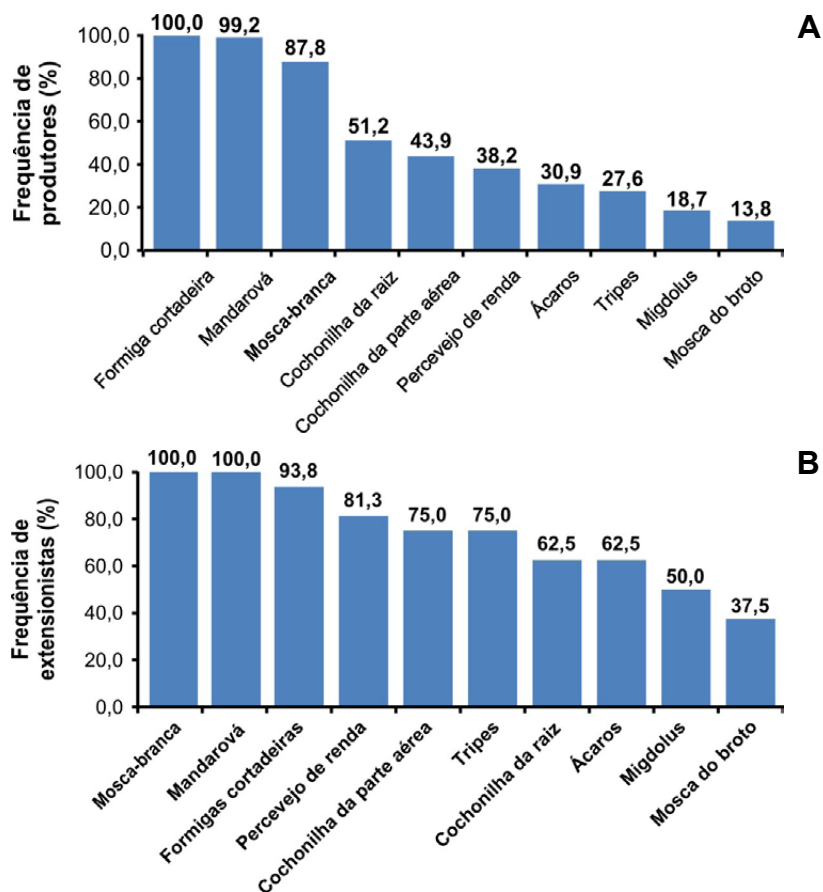 A
Frequência de
produtores (%)
100,0
80,0
60,0
40,0
20,0
0,0
100,0
99,2
87,8
51,2
43,9
38,2
30,9
27,6
18,7
13,8
Formiga cortadeira
Mandarová
Mosca-branca
Cochonilha da raiz
Cochonilha da parte aérea
Percevejo de renda
Ácaros
Tripes
Migdolus
Mosca do broto
B
Frequência de
extensionistas (%)
100,0
80,0
60,0
40,0
20,0
0,0
100,0
100,0
93,8
81,3
75,0
75,0
62,5
62,5
50,0
37,5
Mosca-branca
Mandarová
Formigas cortadeiras
Percevejo de renda
Cochonilha da parte aérea
Tripes
Cochonilha da raiz
Ácaros
Migdolus
Mosca do broto